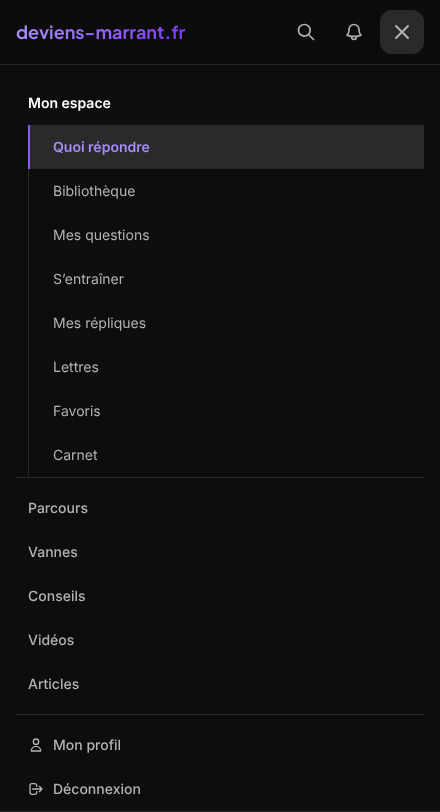 deviens-marrant.fr
Mon espace
Quoi répondre
Bibliothèque
Mes questions
S’entraîner
Mes répliques
Lettres
Favoris
Carnet
Parcours
Vannes
Conseils
Vidéos
Articles
Mon profil
Déconnexion